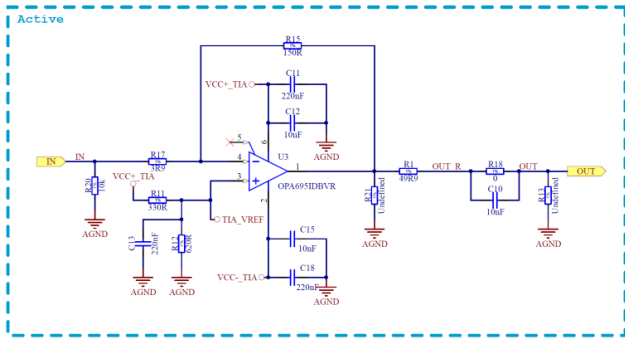 Active
R15
150R
C11
VCC+_TIA
220nF
C12
10nF
AGND
5
6
U3
IN
IN
R17
3R9
4
3
1
2
OPA695IDBVR
VCC+_TIA
R20
10k
R11
330R
AGND
TIA_VREF
C13
220nF
R12
620R
AGND
AGND
C15
10nF
VCC-_TIA
C18
220nF
AGND
R21
Undefined
AGND
R1
49R9
OUT_R
R18
0
OUT
OUT
C10
10nF
R13
Undefined
AGND